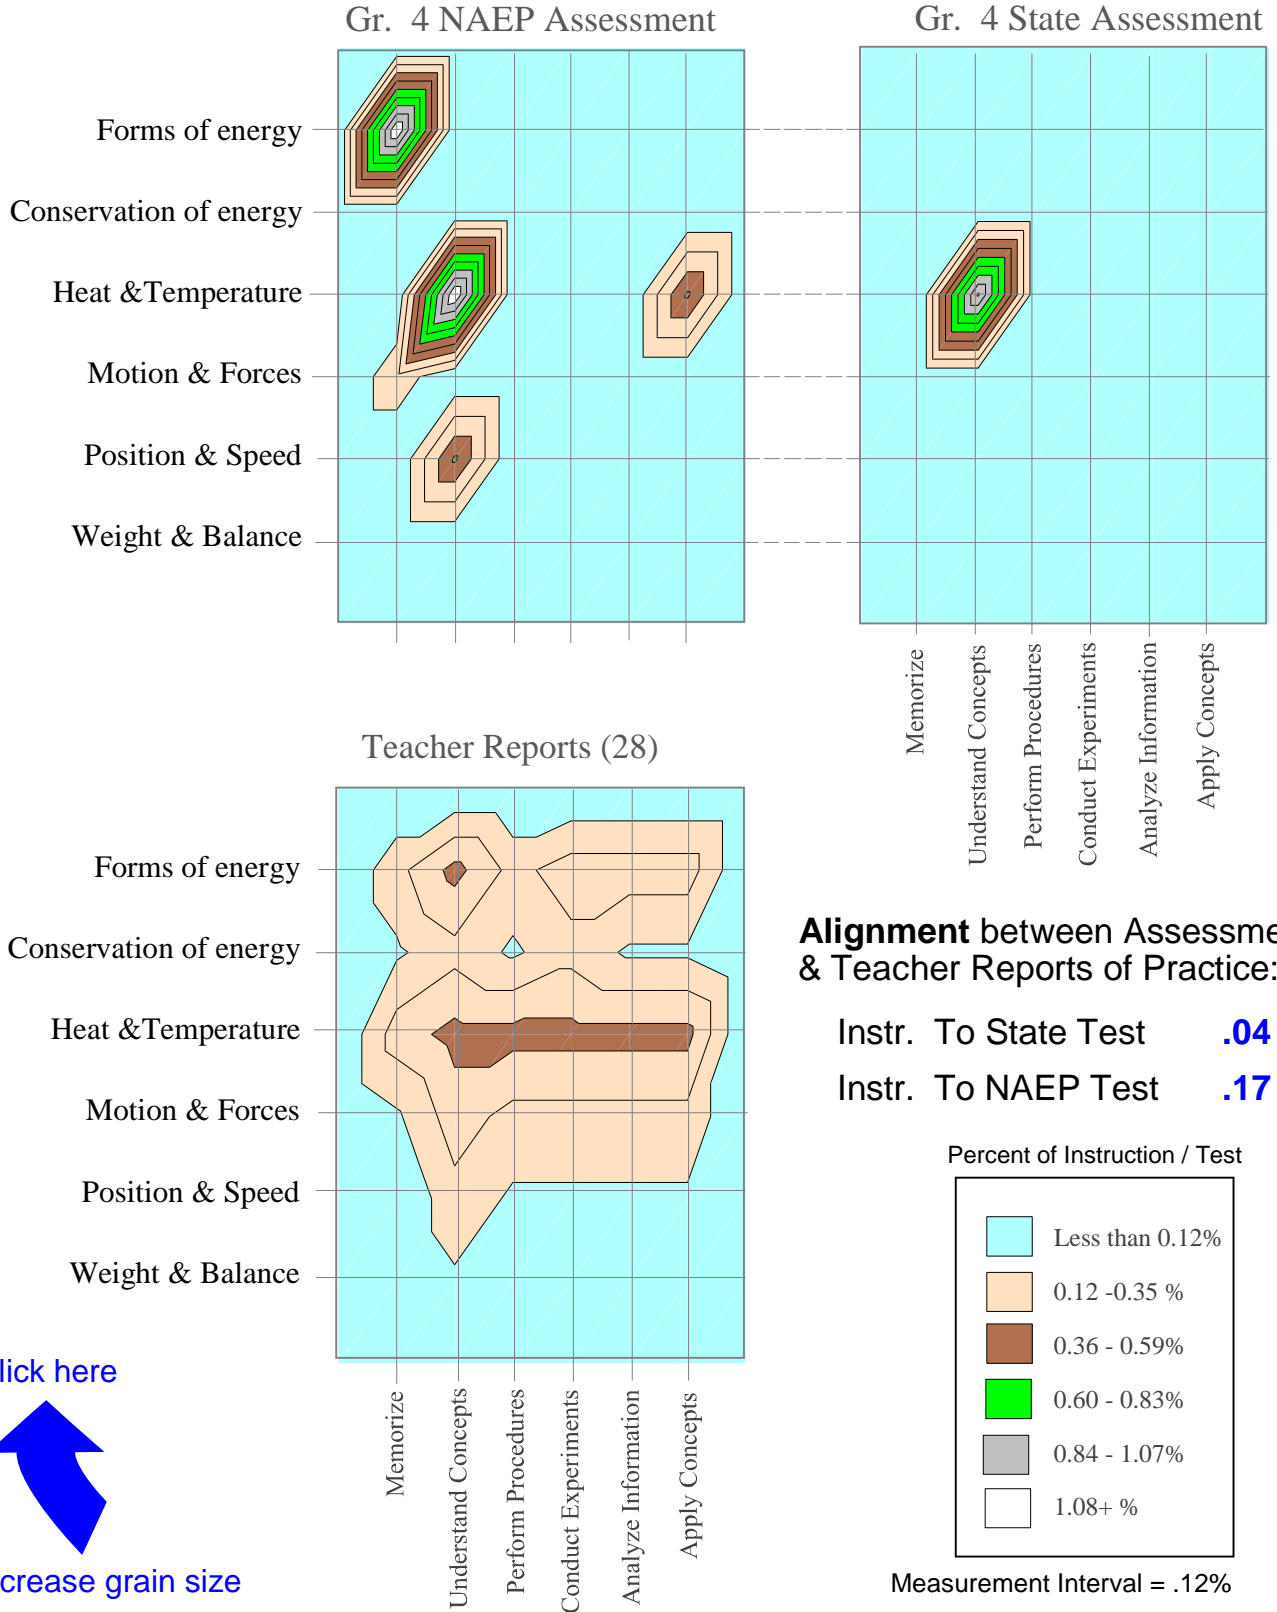 Gr. 4 NAEP Assessment
Gr. 4 State Assessment
Forms of energy
Conservation of energy
Heat &Temperature
Motion & Forces
Position & Speed
Weight & Balance
Memorize
Understand Concepts
Perform Procedures
Conduct Experiments
Analyze Information
Apply Concepts
Teacher Reports (28)
Forms of energy
Conservation of energy
Heat &Temperature
Motion & Forces
Position & Speed
Weight & Balance
Memorize
Understand Concepts
Perform Procedures
Conduct Experiments
Analyze Information
Apply Concepts
Alignment between Assessme
& Teacher Reports of Practice:
Instr. To State Test .04
Instr. To NAEP Test .17
Percent of Instruction / Test
Less than 0.12%
0.12 -0.35 %
0.36 - 0.59%
0.60 - 0.83%
0.84 - 1.07%
1.08+ %
Measurement Interval = .12%
lick here
crease grain size